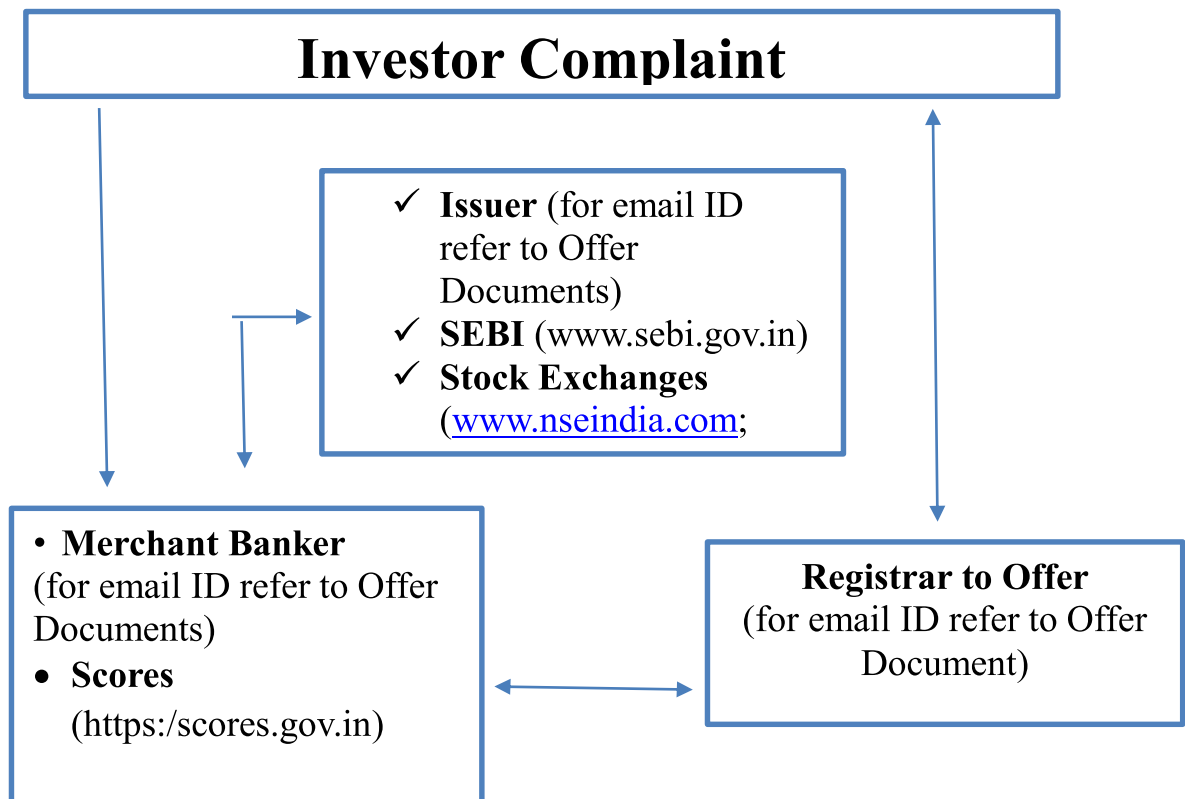 Investor Complaint
✓ Issuer (for email ID
refer to Offer
Documents)
✓ SEBI (www.sebi.gov.in)
✓ Stock Exchanges
(www.nseindia.com;
• Merchant Banker
(for email ID refer to Offer
Documents)
• Scores
(https:/scores.gov.in)
Registrar to Offer
(for email ID refer to Offer
Document)